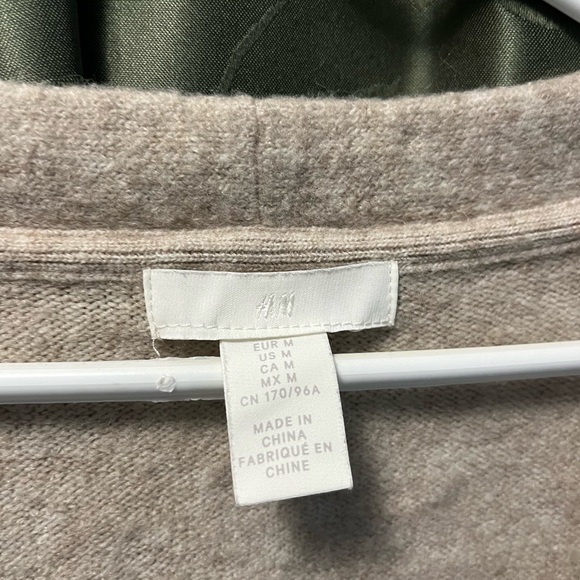 H&M
EUR M
US M
CA M
MX M
CN 170/96A
MADE IN
CHINA
FABRIQUÉ EN
CHINE